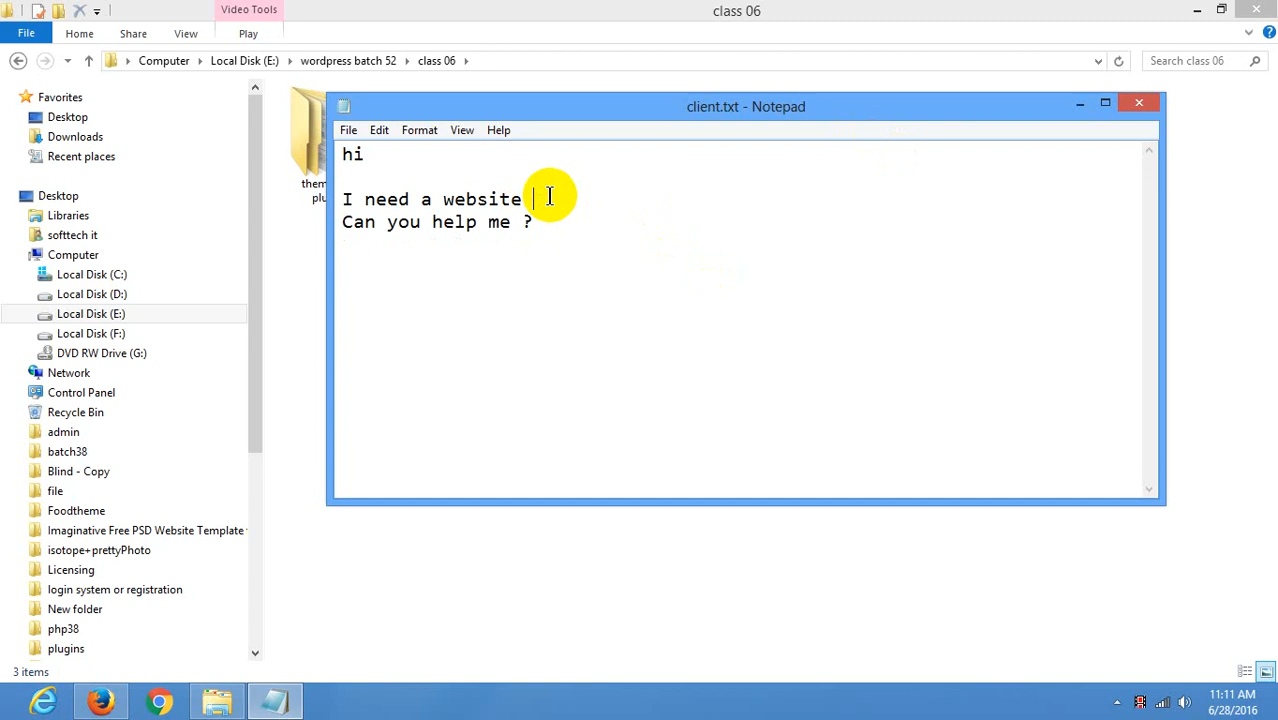 Video Tools
class 06
File
Home
Share
View
Play
Computer
Local Disk (E:)
wordpress batch 52
class 06
Search class 06
Favorites
Desktop
Downloads
Recent places
Desktop
Libraries
softtech it
Computer
Local Disk (C:)
Local Disk (D:)
Local Disk (E:)
Local Disk (F:)
DVD RW Drive (G:)
Network
Control Panel
Recycle Bin
admin
batch38
Blind - Copy
file
Foodtheme
Imaginative Free PSD Website Template
isotope+prettyPhoto
Licensing
login system or registration
New folder
php38
plugins
client.txt - Notepad
File Edit Format View Help
hi
I need a website
Can you help me ?
3 items
11:11 AM
6/28/2016